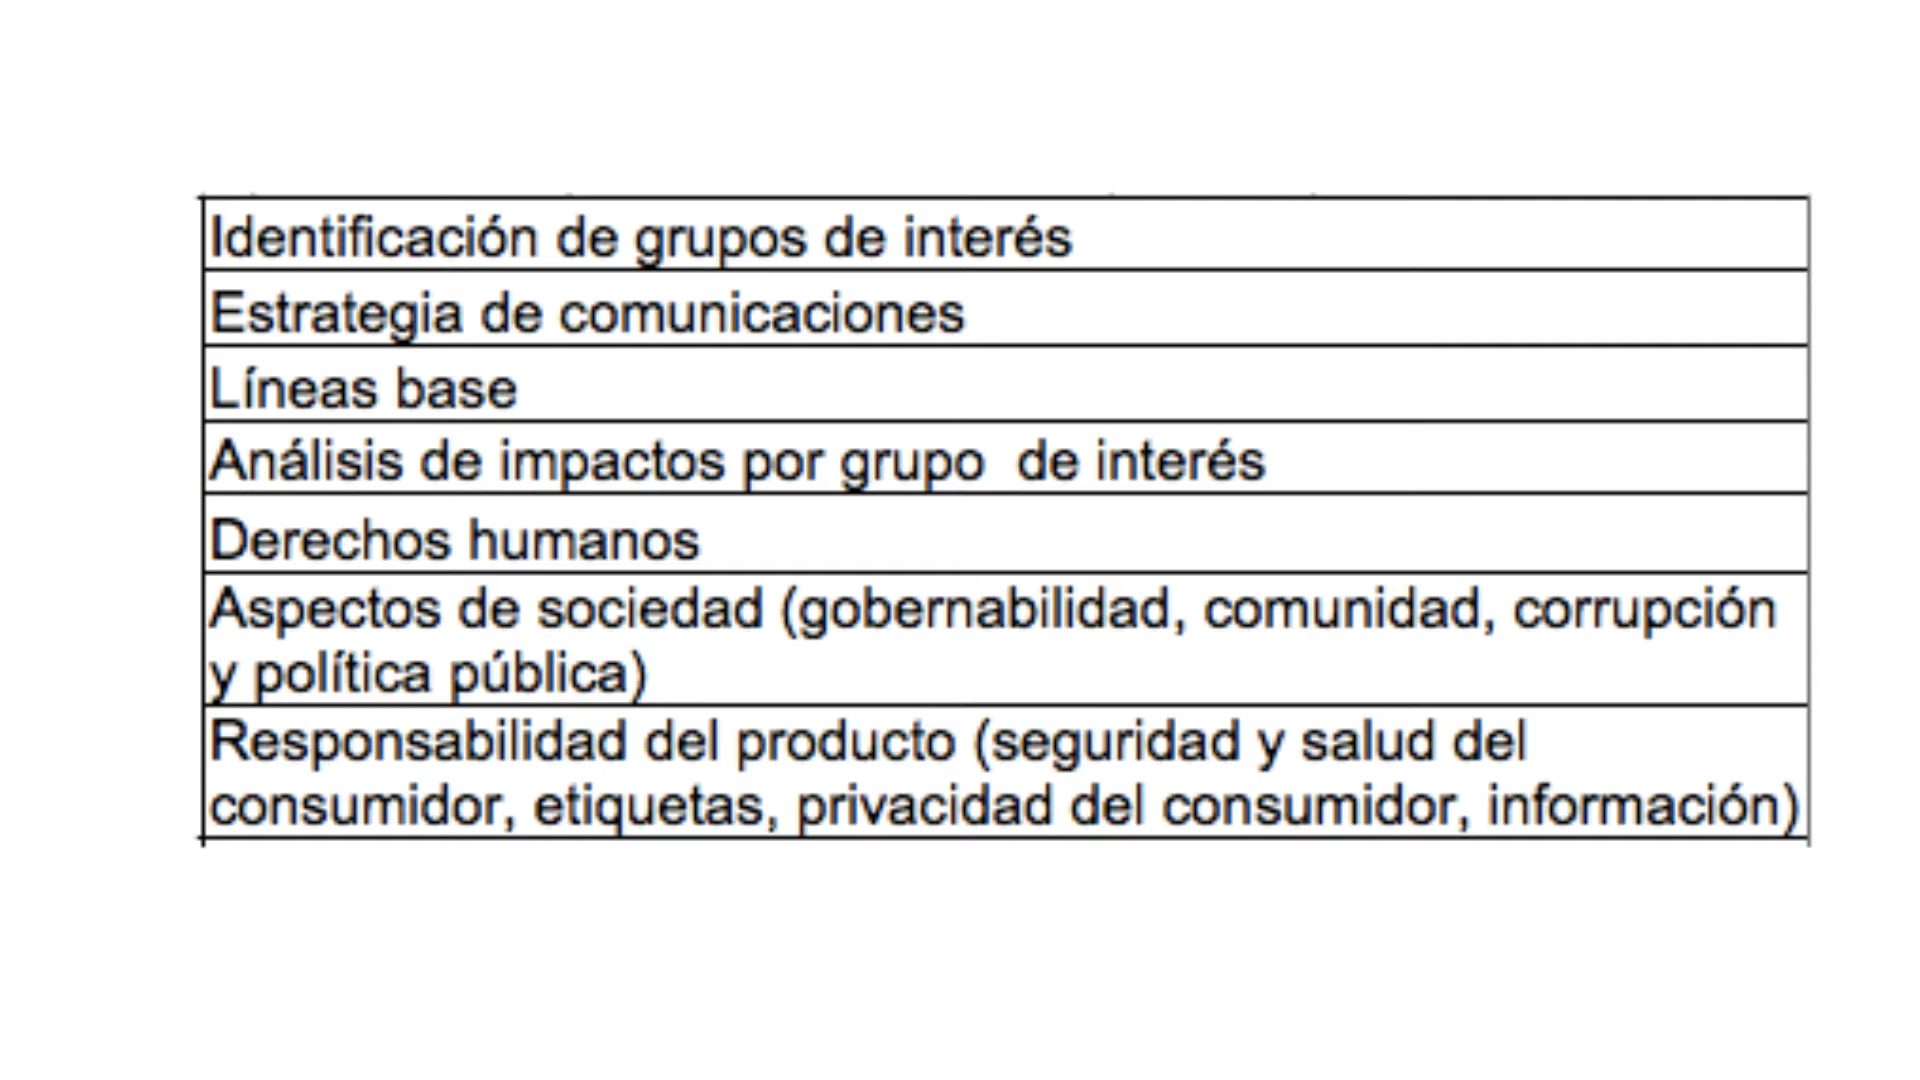 Identificación de grupos de interés
Estrategia de comunicaciones
Líneas base
Análisis de impactos por grupo  de interés
Derechos humanos
Aspectos de sociedad (gobernabilidad, comunidad, corrupción
y política pública)
Responsabilidad del producto (seguridad y salud del
consumidor, etiquetas, privacidad del consumidor, información)